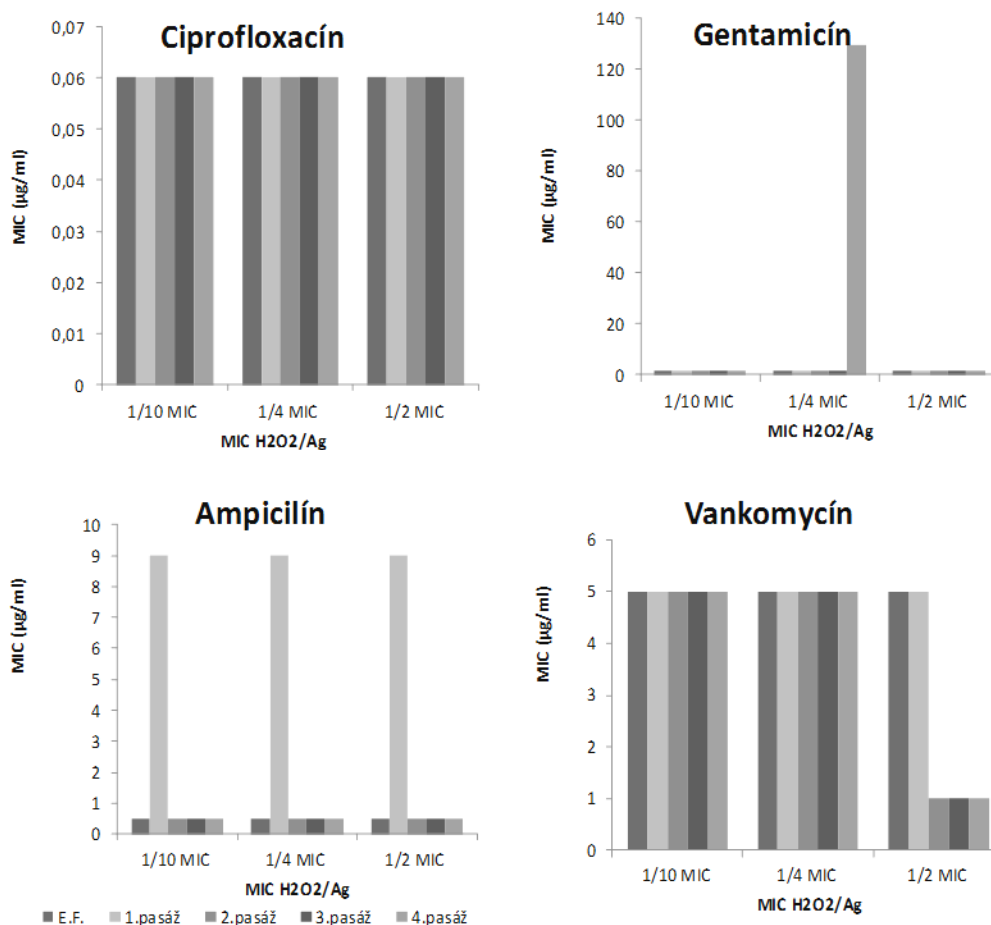 Ciprofloxacín
0,07
0,06
0,05
0,04
0,03
0,02
0,01
0
MIC (µg/ml)
1/10 MIC 1/4 MIC 1/2 MIC
MIC H2O2/Ag
Gentamicín
140
120
100
80
60
40
20
0
MIC (µg/ml)
1/10 MIC 1/4 MIC 1/2 MIC
MIC H2O2/Ag
Ampicilín
10
9
8
7
6
5
4
3
2
1
0
MIC (µg/ml)
1/10 MIC 1/4 MIC 1/2 MIC
MIC H2O2/Ag
E.F. 1.pasáž 2.pasáž 3.pasáž 4.pasáž
Vankomycín
6
5
4
3
2
1
0
MIC (µg/ml)
1/10 MIC 1/4 MIC 1/2 MIC
MIC H2O2/Ag